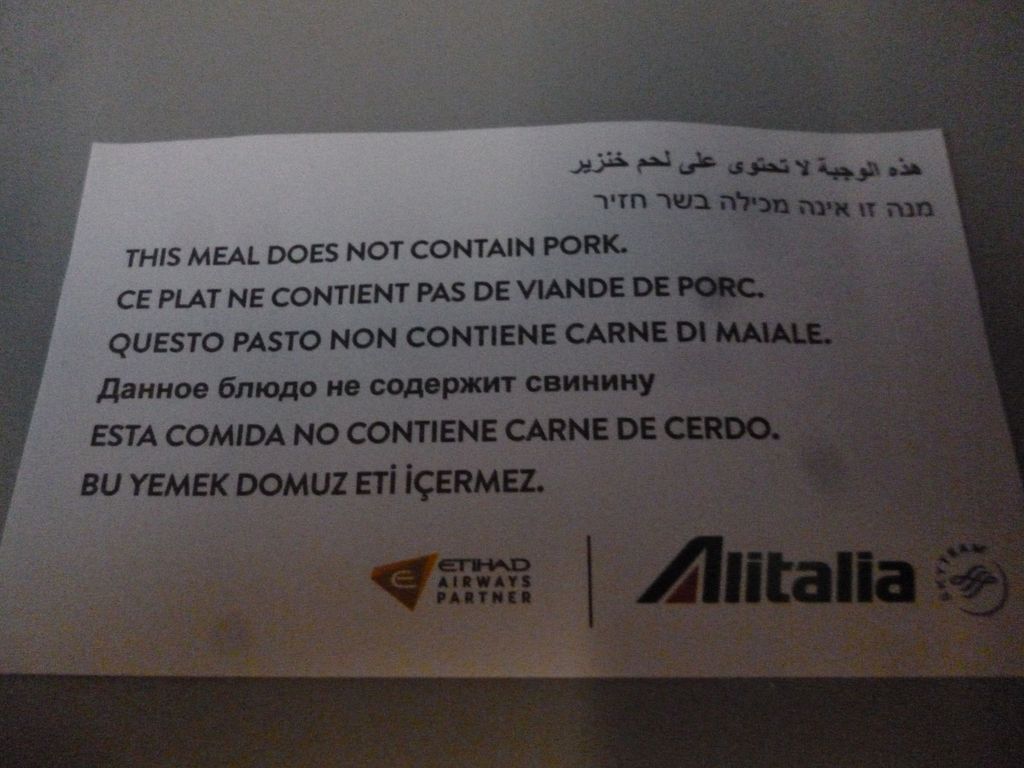 هذه الوجبة لا تحتوى على لحم خنزير
מנה זו אינה מכילה בשר חזיר
THIS MEAL DOES NOT CONTAIN PORK.
CE PLAT NE CONTIENT PAS DE VIANDE DE PORC.
QUESTO PASTO NON CONTIENE CARNE DI MAIALE.
Данное блюдо не содержит свинину
ESTA COMIDA NO CONTIENE CARNE DE CERDO.
BU YEMEK DOMUZ ETİ İÇERMEZ.
ETIHAD
AIRWAYS
PARTNER
Alitalia
SKYTEAM